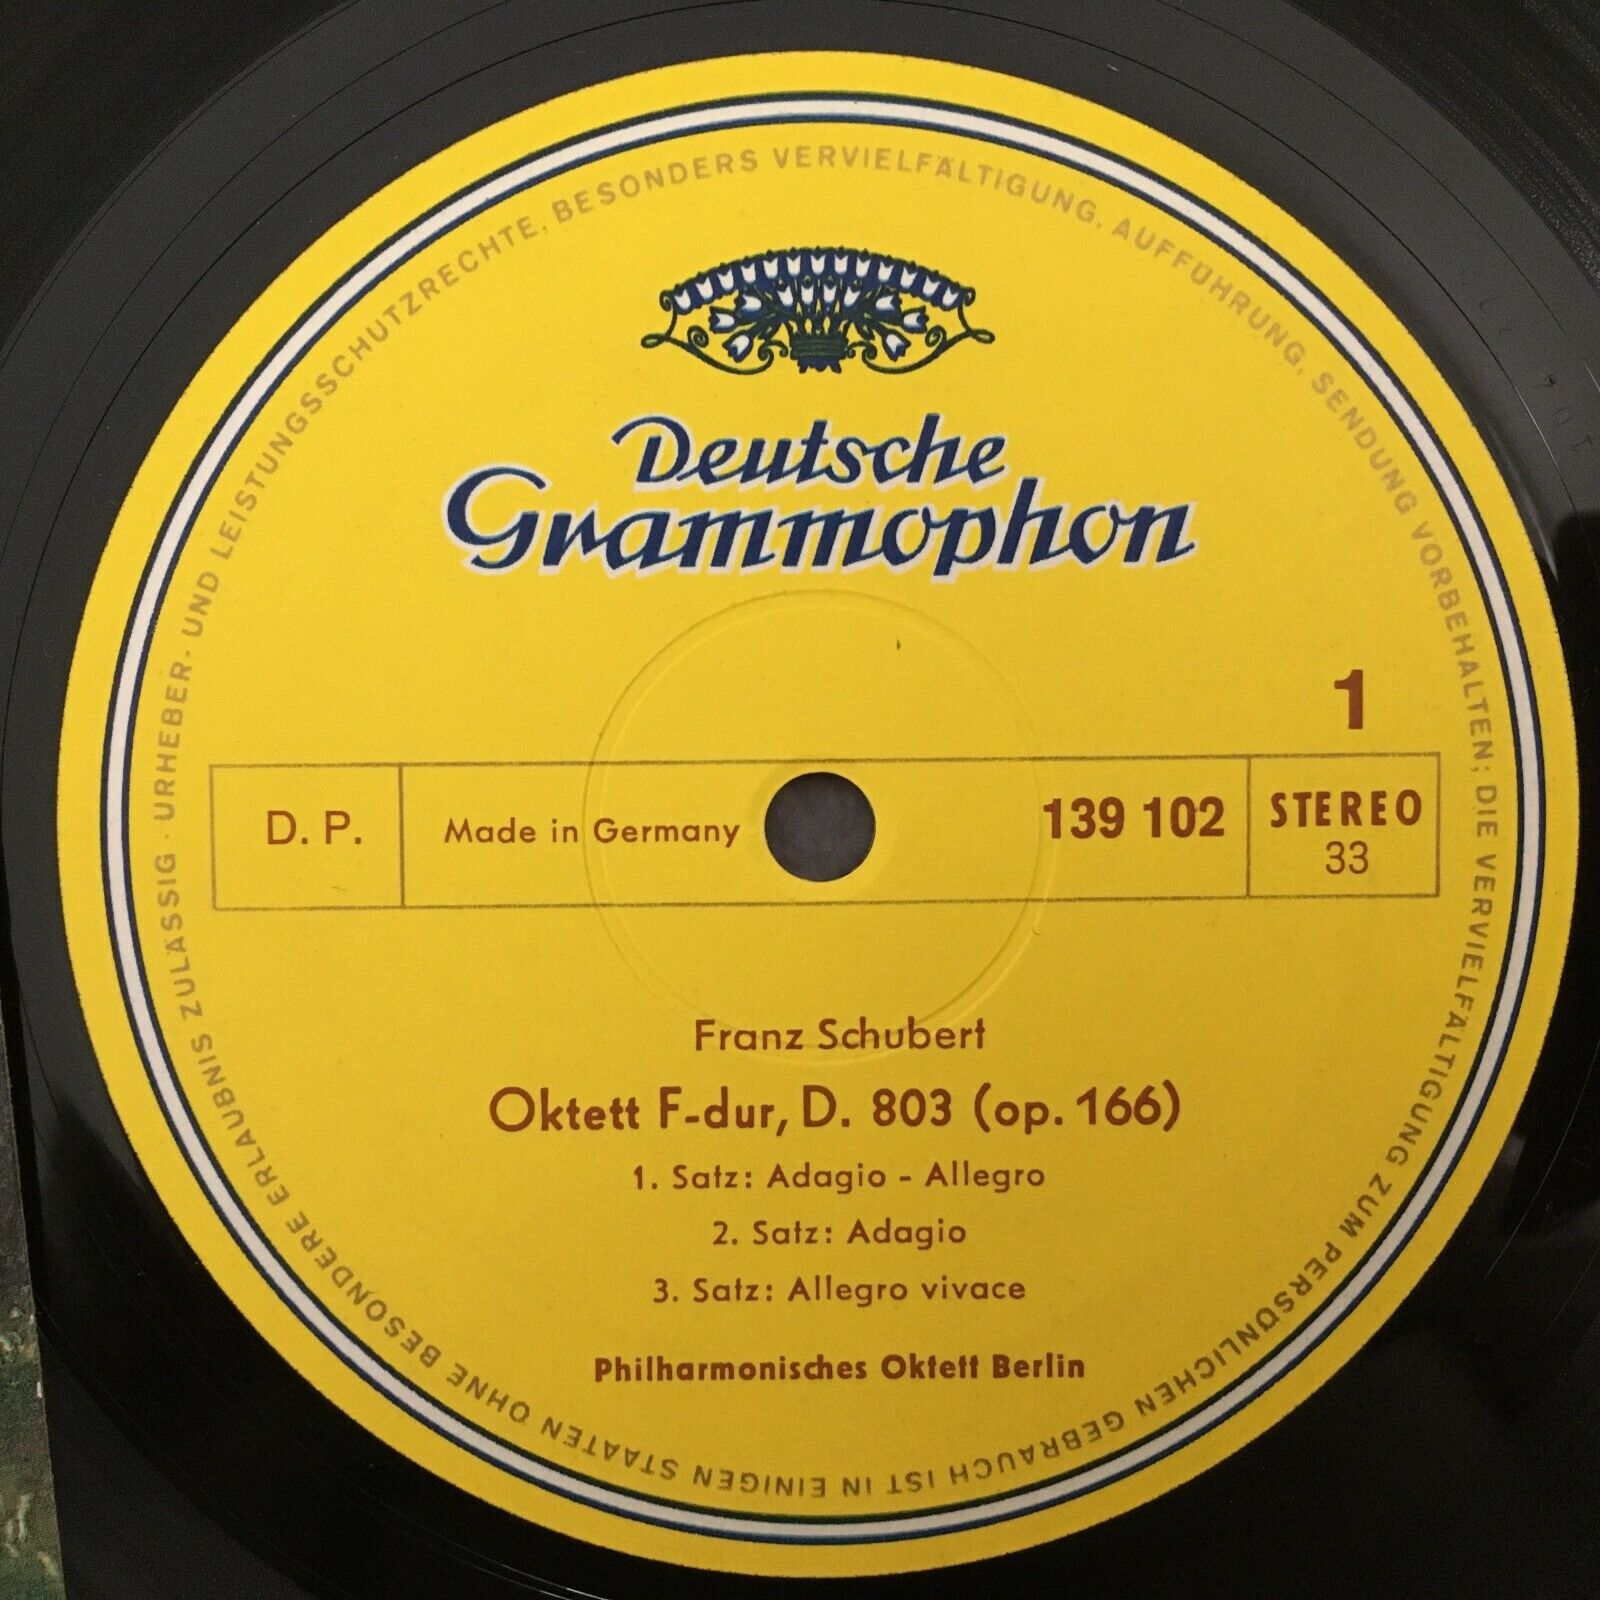 URHEBER- UND LEISTUNGSSCHUTZRECHTE, BESONDERS VERVIELFÄLTIGUNG, AUFFÜHRUNG, SENDUNG VORBEHALTEN; DIE VERVIELFÄLTIGUNG ZUM PERSÖNLICHEN GEBRAUCH IST IN EINIGEN STAATEN OHNE BESONDERE ERLAUBNIS ZULÄSSIG ·
Deutsche
Grammophon
1
D. P.
Made in Germany
139 102
STEREO
33
Franz Schubert
Oktett F-dur, D. 803 (op. 166)
1. Satz: Adagio - Allegro
2. Satz: Adagio
3. Satz: Allegro vivace
Philharmonisches Oktett Berlin